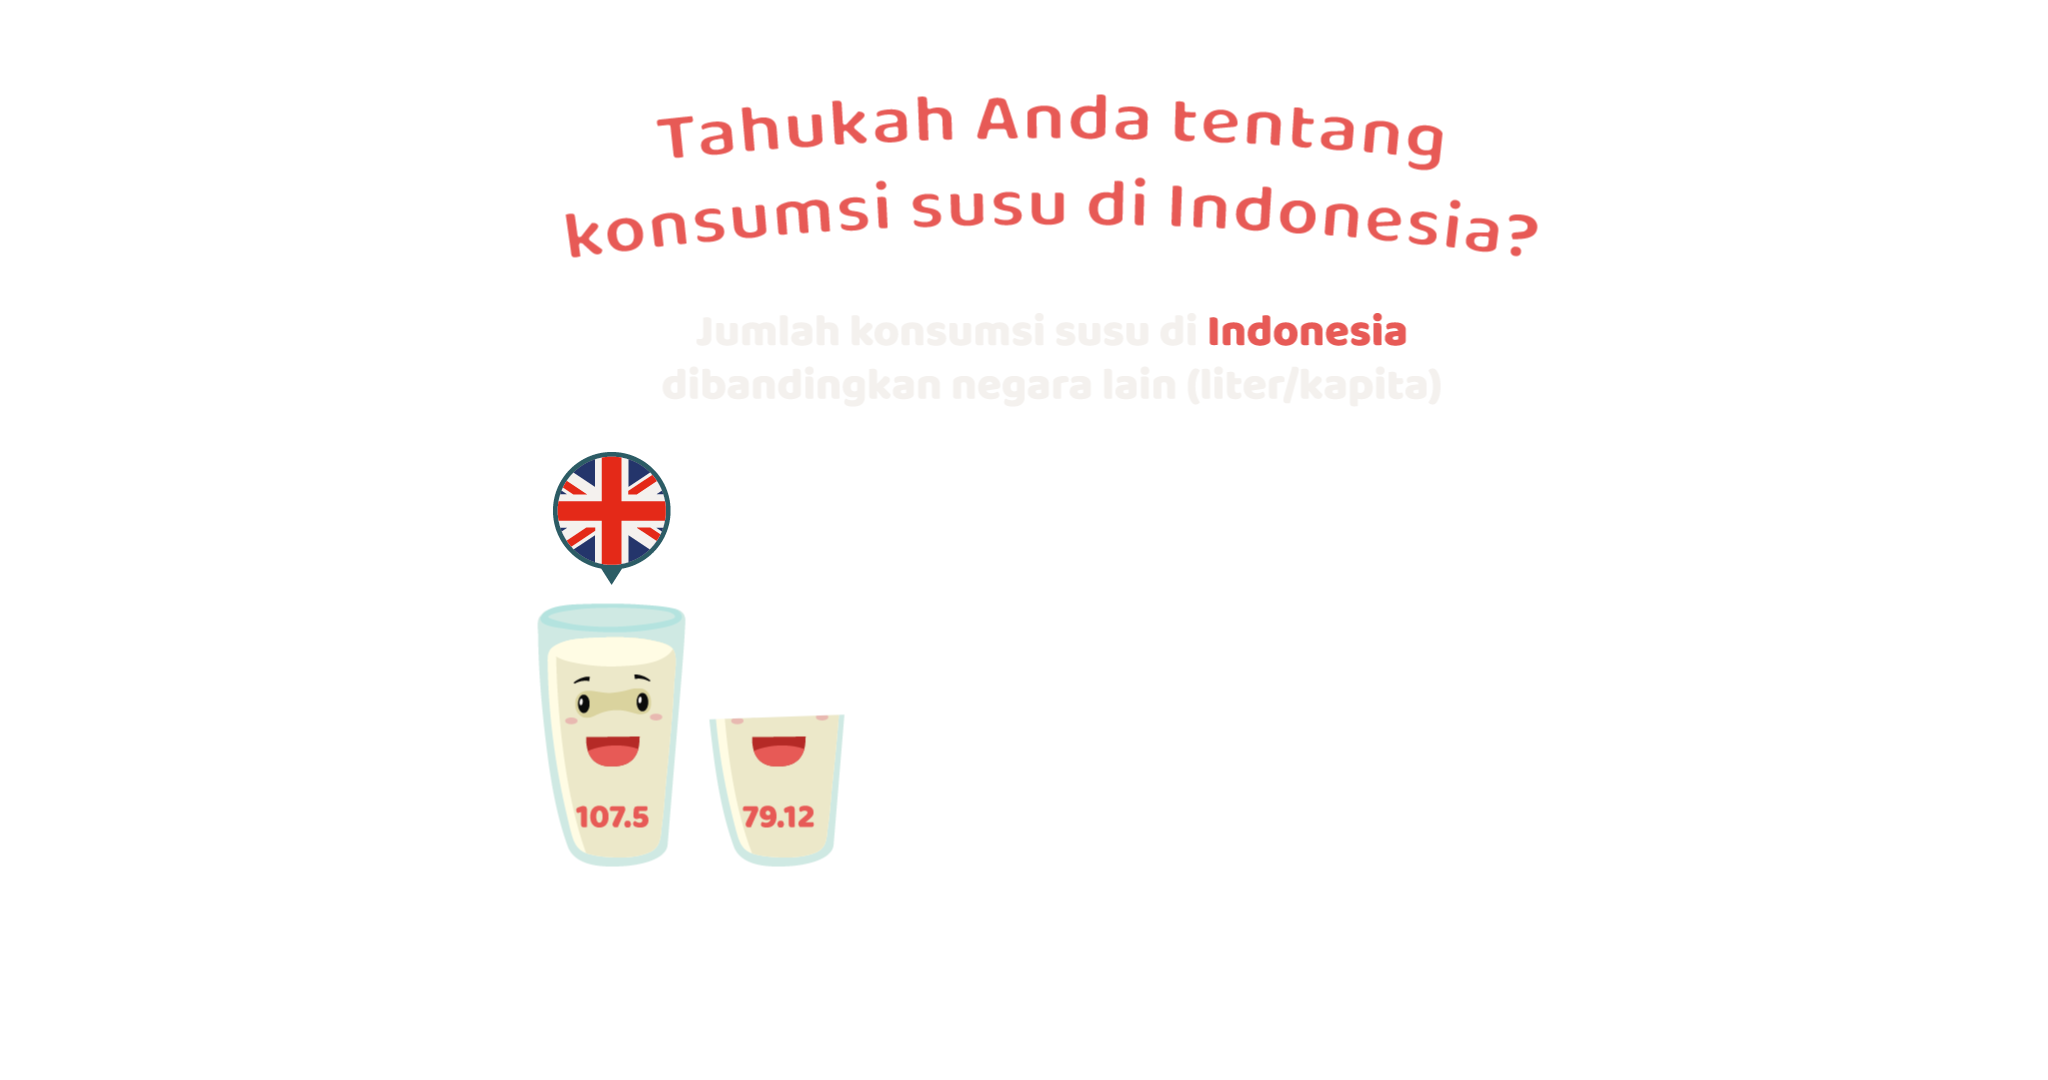 Tahukah Anda tentang
konsumsi susu di Indonesia?
Jumlah konsumsi susu di Indonesia
dibandingkan negara lain (liter/kapita)
107.5
79.12